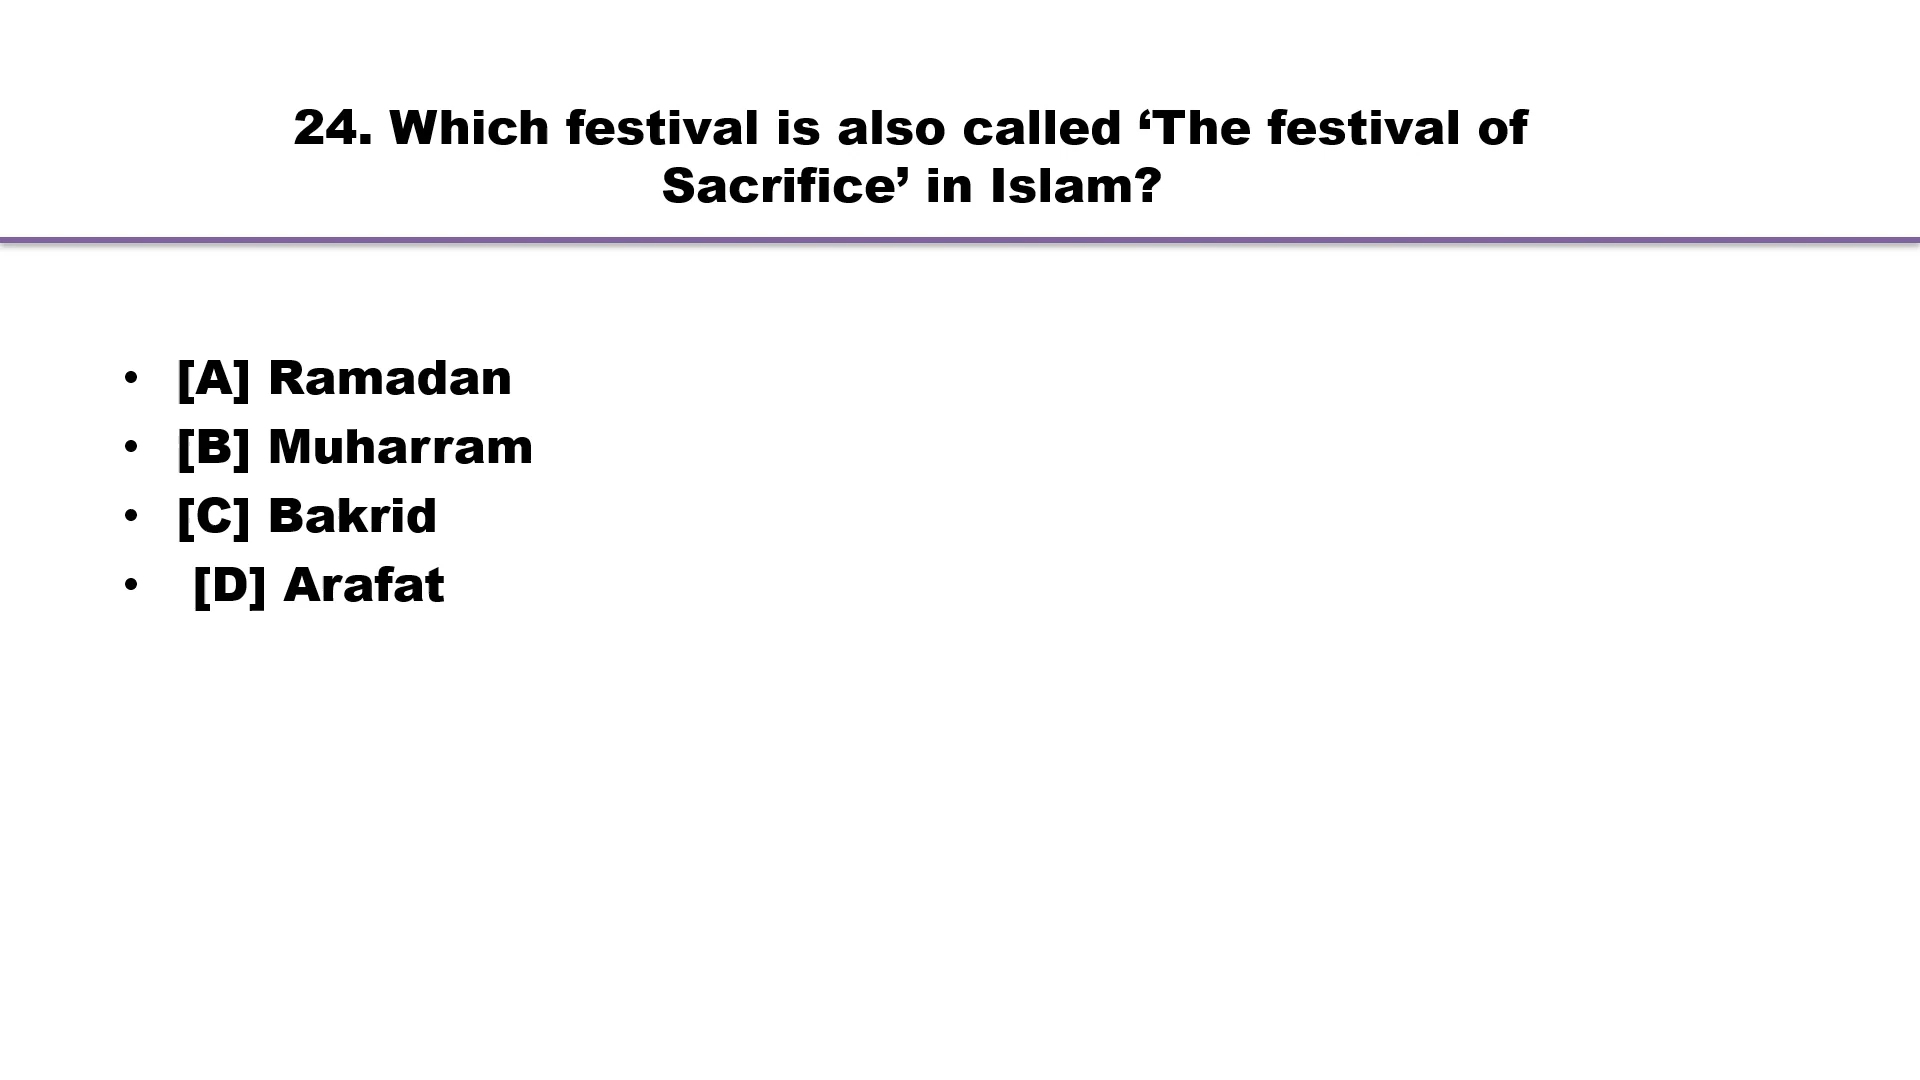 24. Which festival is also called ‘The festival of
Sacrifice’ in Islam?
• [A] Ramadan
• [B] Muharram
• [C] Bakrid
• [D] Arafat